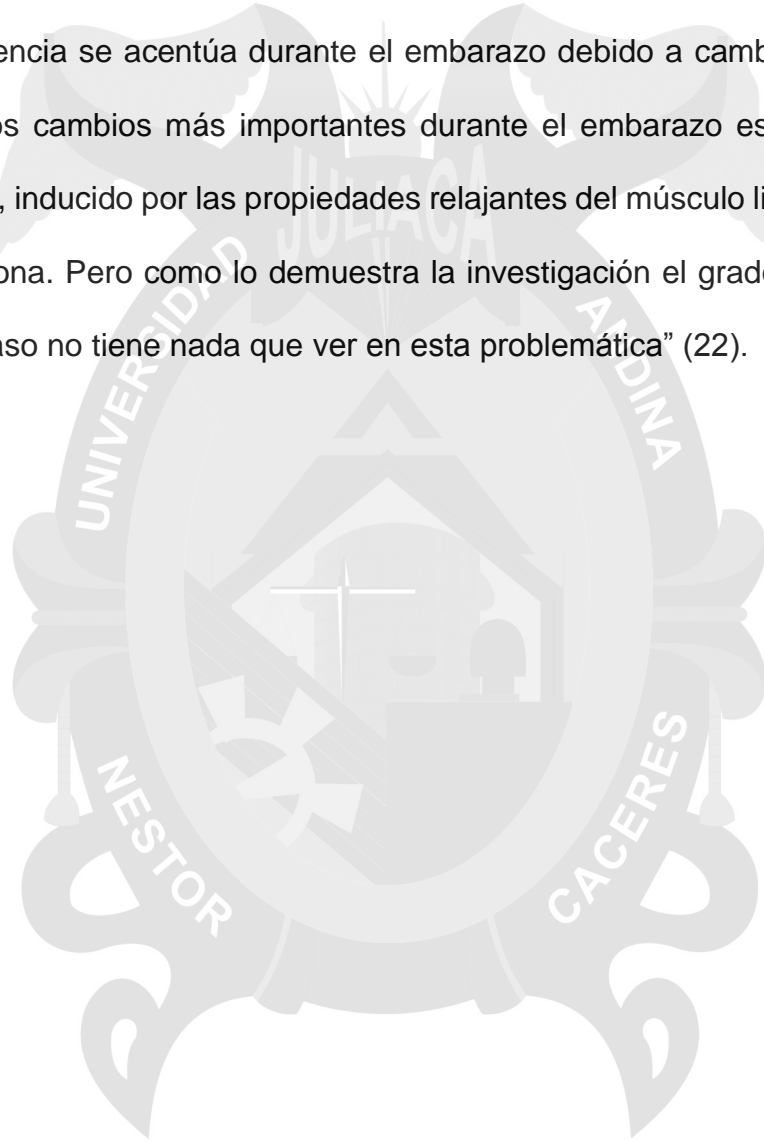 encia se acentúa durante el embarazo debido a camb
os cambios más importantes durante el embarazo es
, inducido por las propiedades relajantes del músculo li
ona. Pero como lo demuestra la investigación el grad
aso no tiene nada que ver en esta problemática” (22).
UNIVERSIDAD ANDINA
JULIACA
NESTOR CACERES